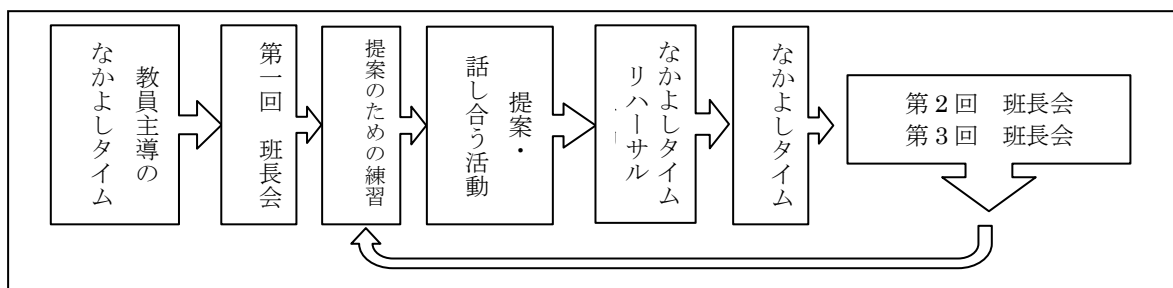 教員主導の
なかよしタイム
第一回　班長会
提案のための練習
提案・
話し合う活動
なかよしタイム
リハーサル
なかよしタイム
第２回　班長会
第３回　班長会